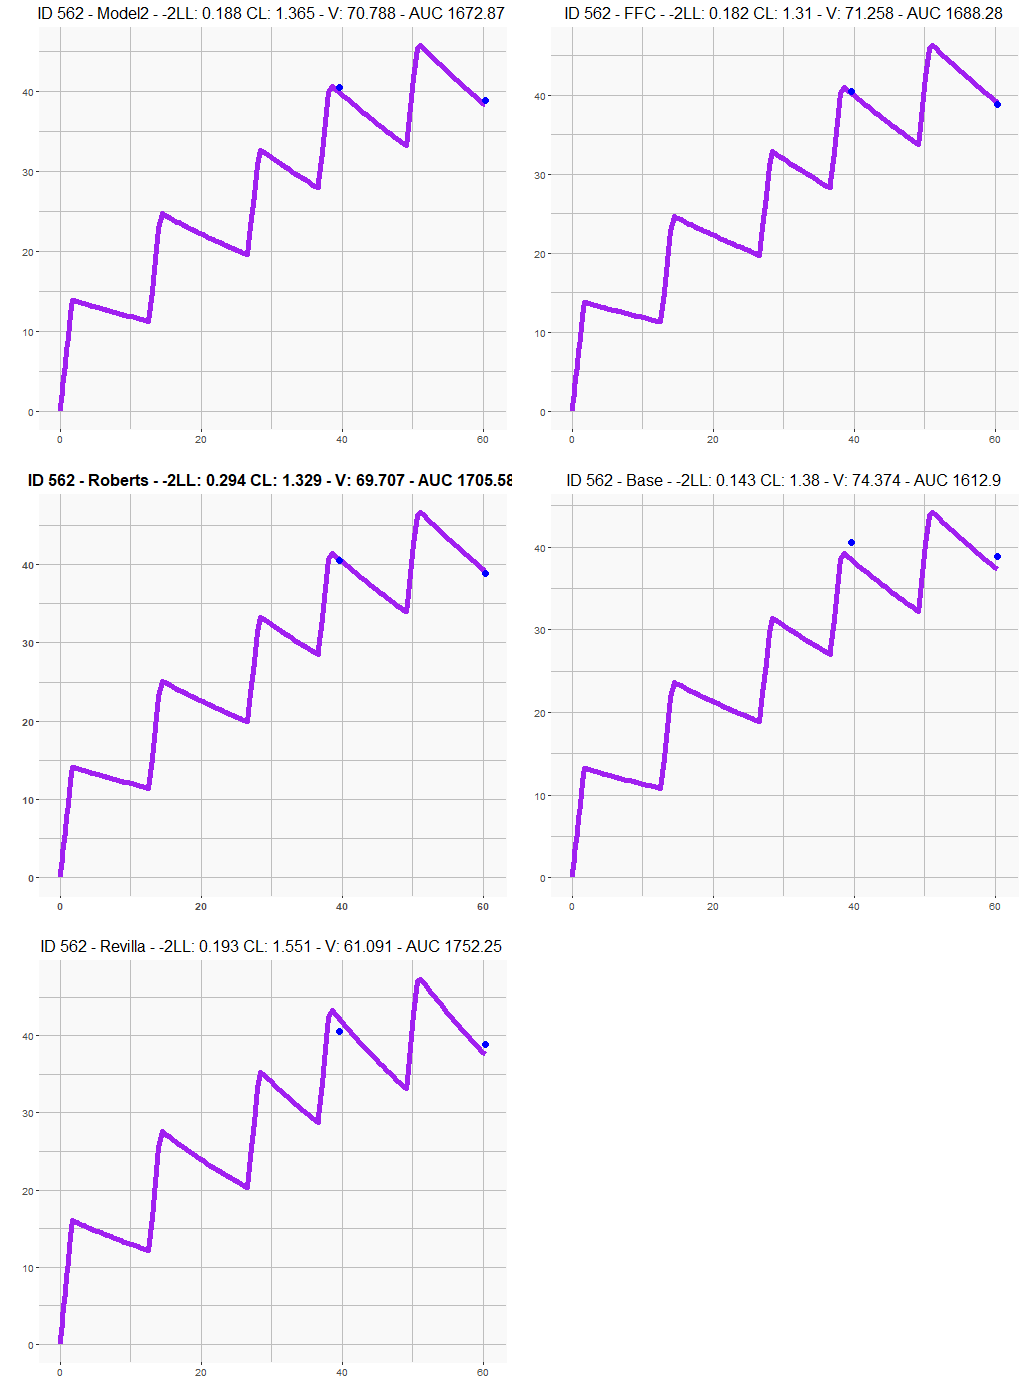 ID 562 - Model2 - -2LL: 0.188 CL: 1.365 - V: 70.788 - AUC 1672.87
40
30
20
10
0
0 20 40 60
ID 562 - FFC - -2LL: 0.182 CL: 1.31 - V: 71.258 - AUC 1688.28
40
30
20
10
0
0 20 40 60
ID 562 - Roberts - -2LL: 0.294 CL: 1.329 - V: 69.707 - AUC 1705.58
40
30
20
10
0
0 20 40 60
ID 562 - Base - -2LL: 0.143 CL: 1.38 - V: 74.374 - AUC 1612.9
40
30
20
10
0
0 20 40 60
ID 562 - Revilla - -2LL: 0.193 CL: 1.551 - V: 61.091 - AUC 1752.25
40
30
20
10
0
0 20 40 60